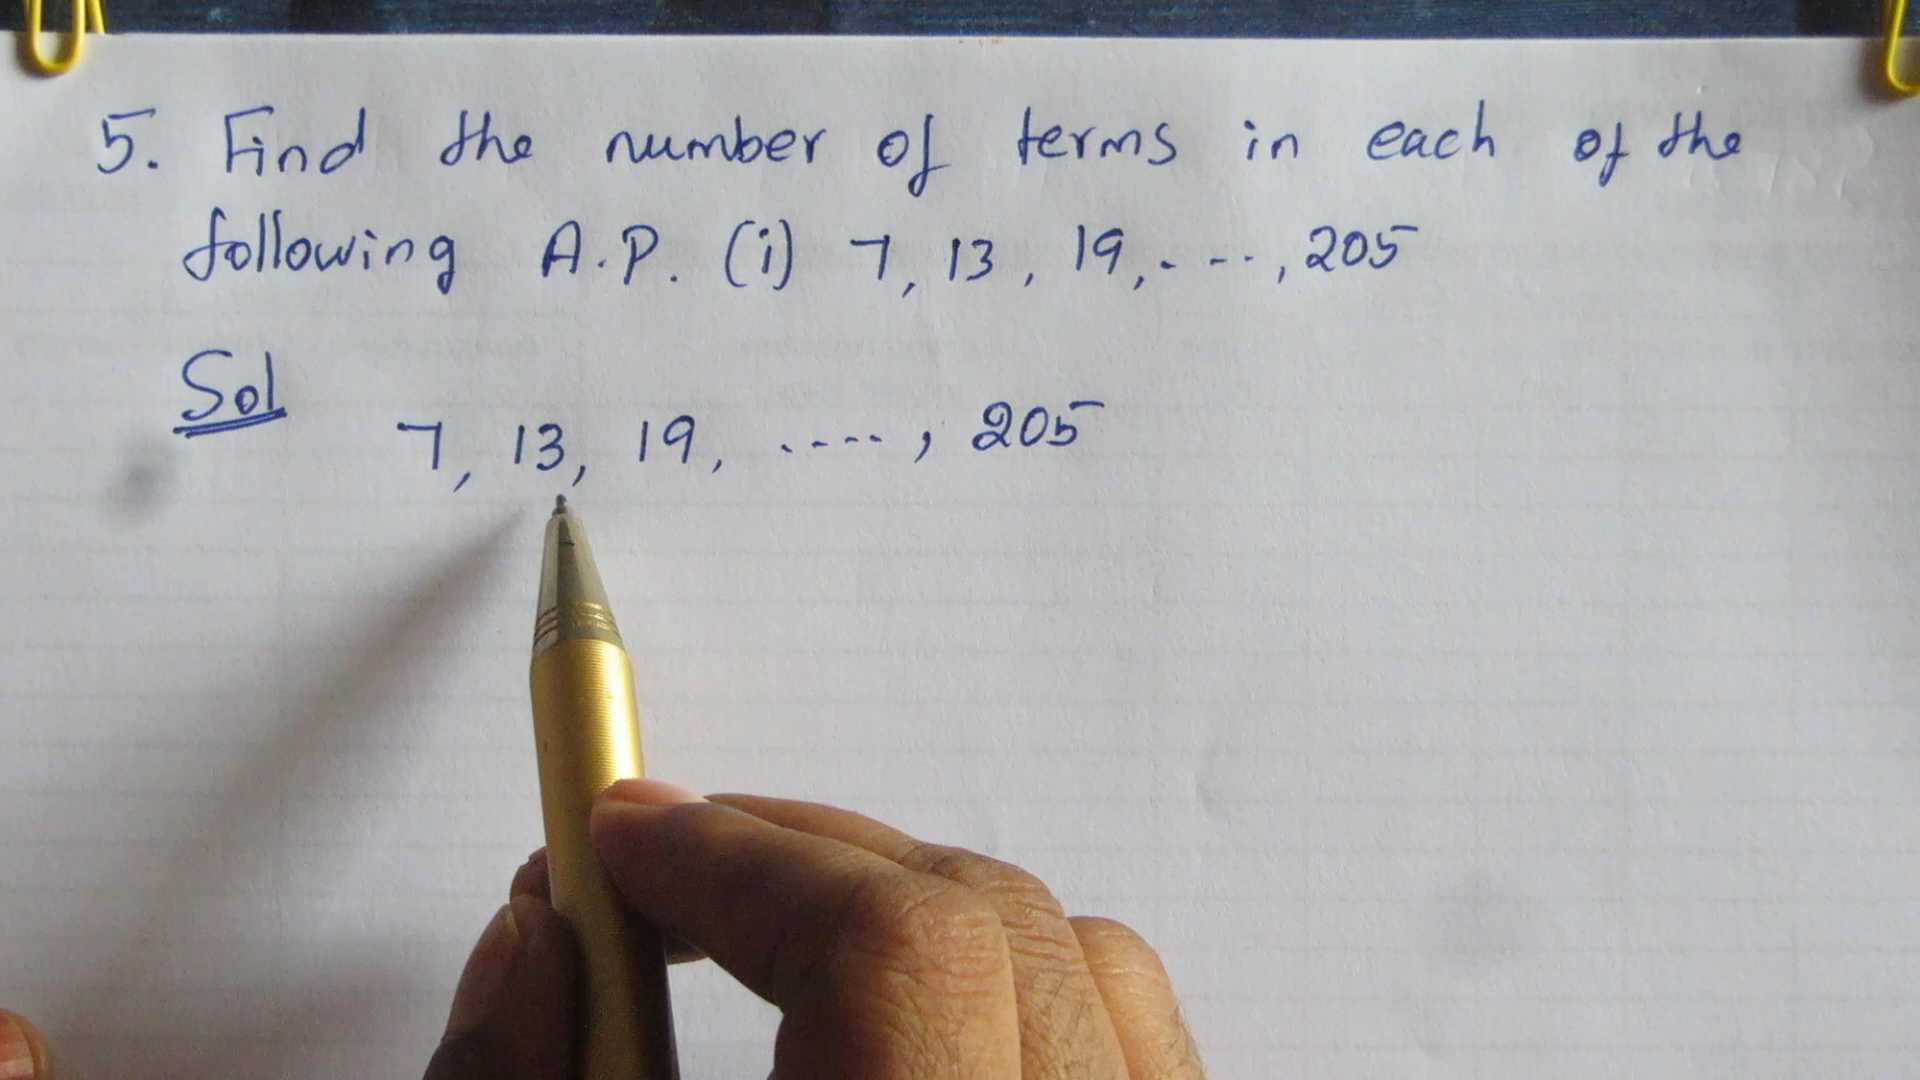 5. Find the number of terms in each of the
following A.P. (i) 7, 13, 19, - - - -, 205
Sol
7, 13, 19, ....., 205